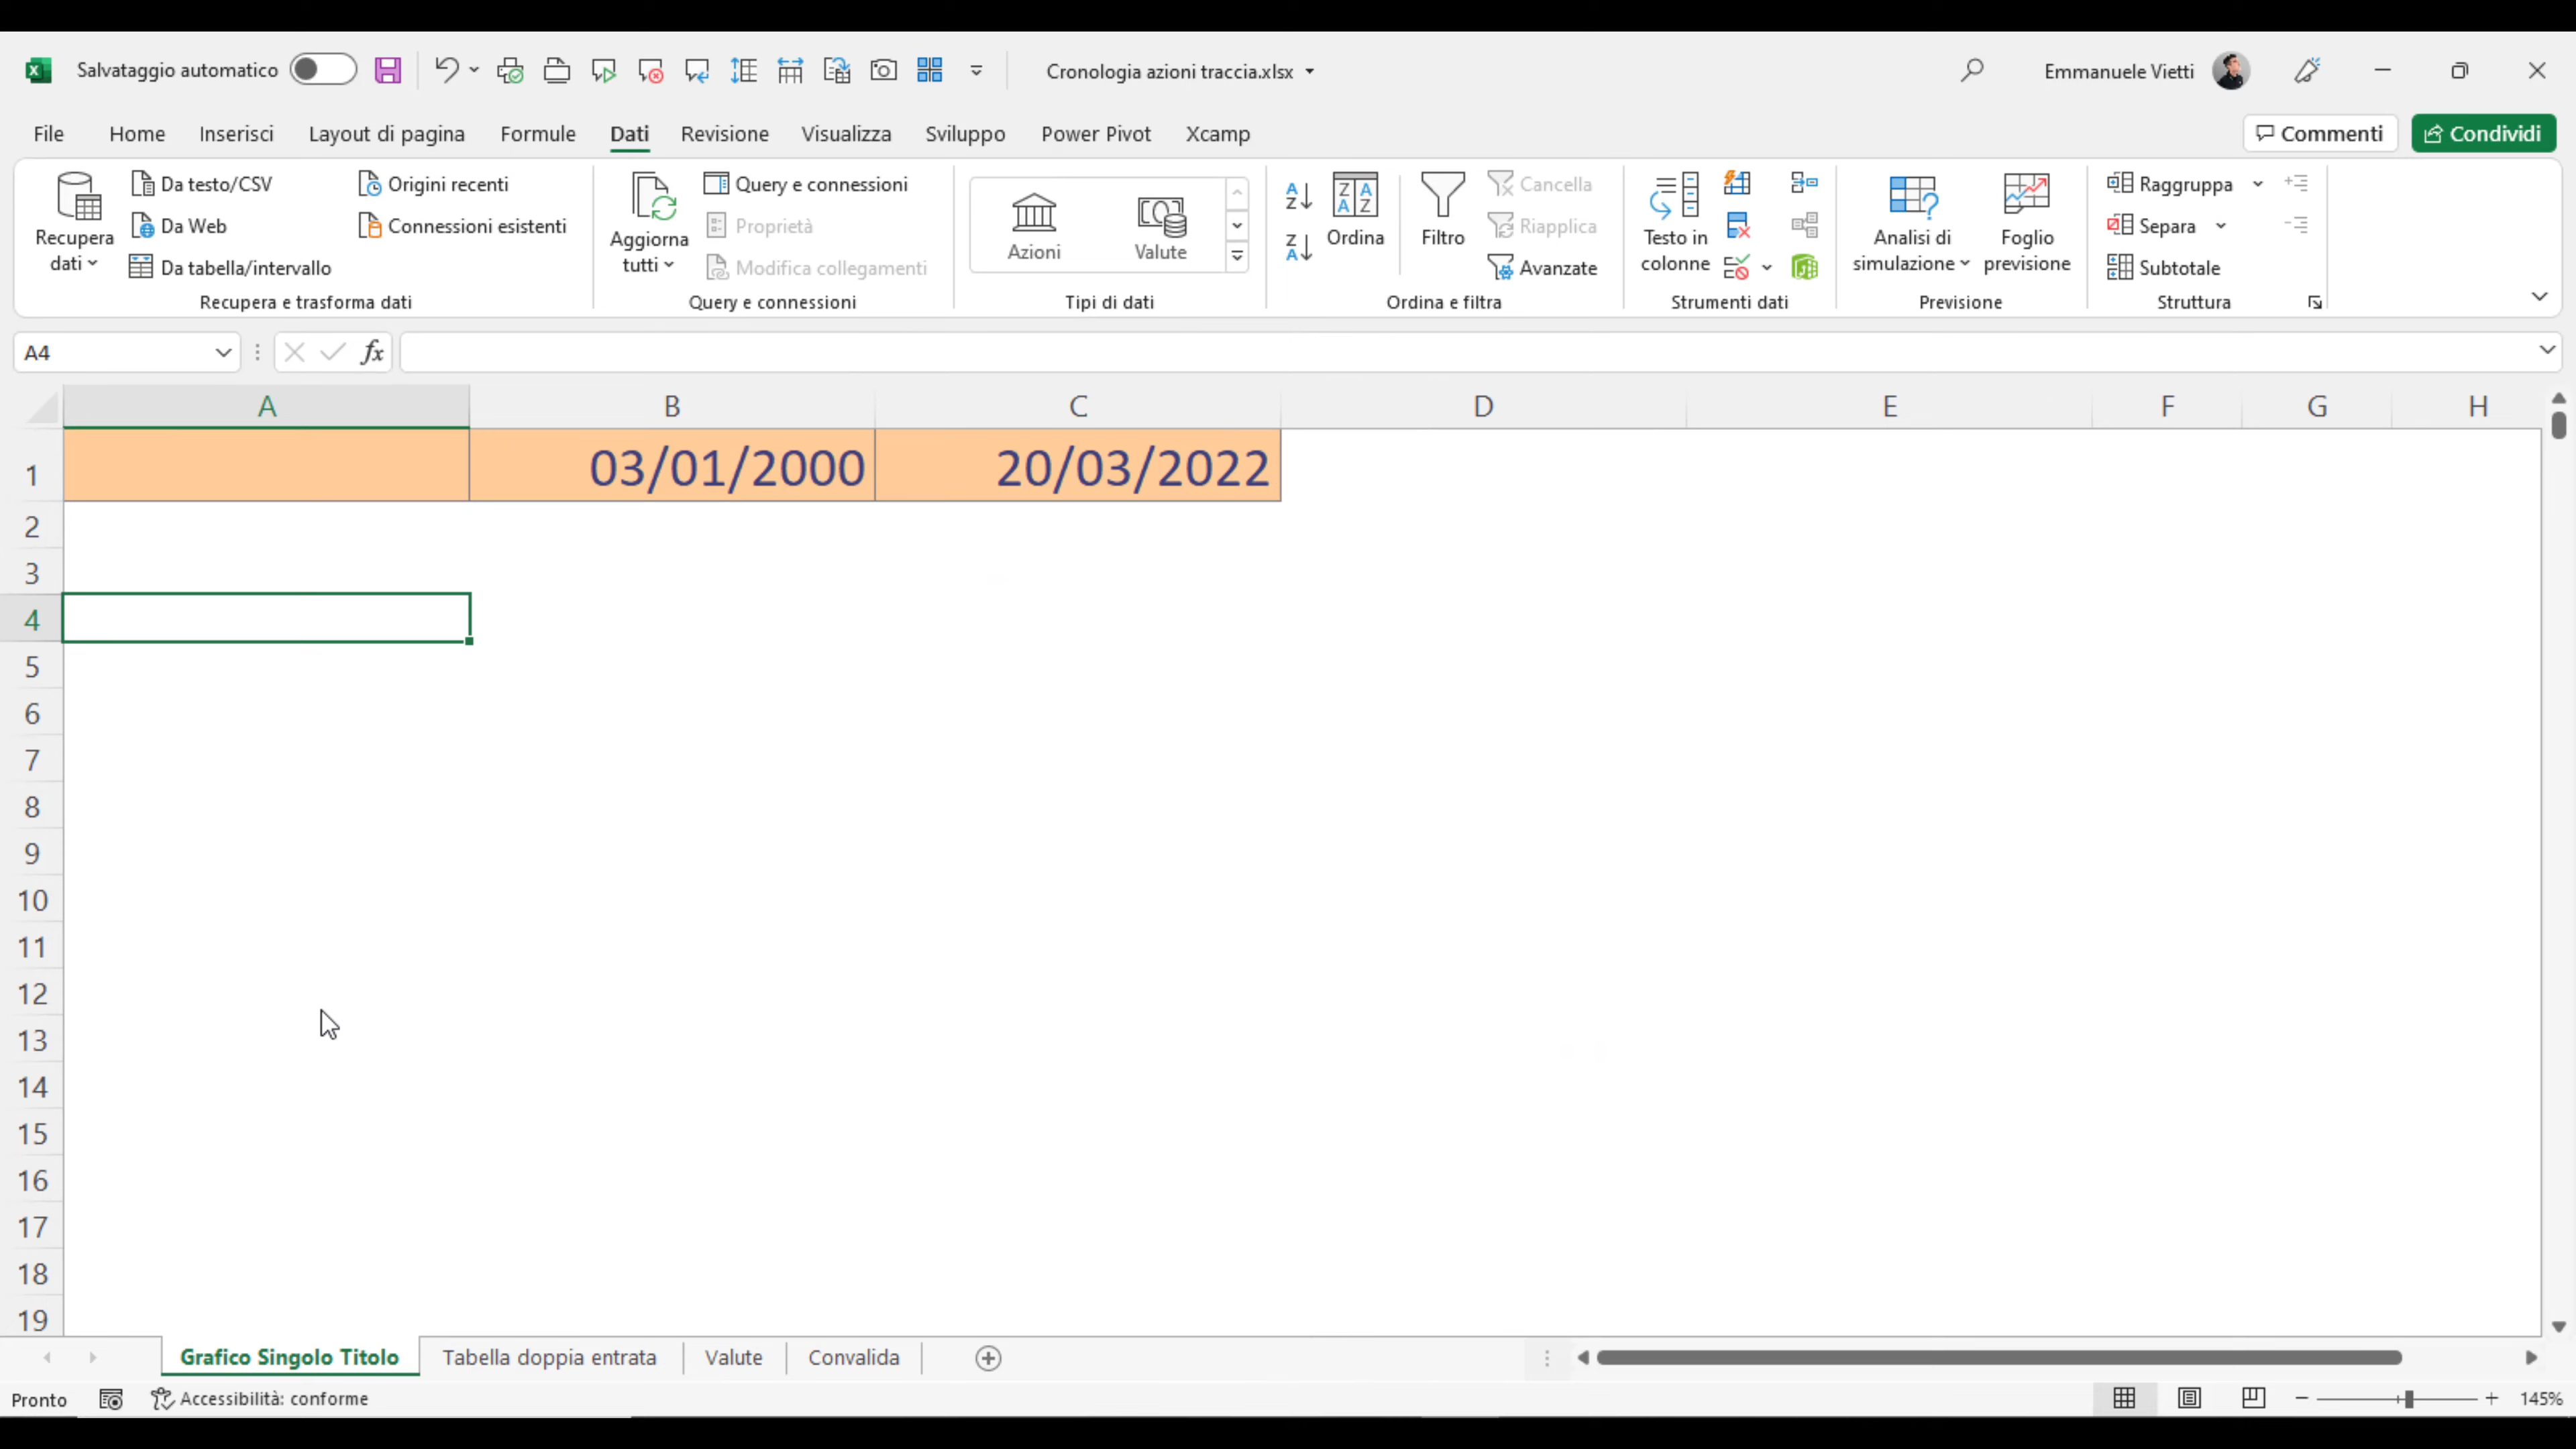 Salvataggio automatico
Cronologia azioni traccia.xlsx
Emmanuele Vietti
File Home Inserisci Layout di pagina Formule Dati Revisione Visualizza Sviluppo Power Pivot Xcamp
Commenti Condividi
Recupera dati
Da testo/CSV
Da Web
Da tabella/intervallo
Origini recenti
Connessioni esistenti
Recupera e trasforma dati
Aggiorna tutti
Query e connessioni
Proprietà
Modifica collegamenti
Query e connessioni
Azioni
Valute
Tipi di dati
Ordina
Filtro
Cancella
Riapplica
Avanzate
Ordina e filtra
Testo in colonne
Strumenti dati
Analisi di simulazione
Foglio previsione
Previsione
Raggruppa
Separa
Subtotale
Struttura
A4
fx
A B C D E F G H
1 03/01/2000 20/03/2022
2
3
4
5
6
7
8
9
10
11
12
13
14
15
16
17
18
19
Grafico Singolo Titolo Tabella doppia entrata Valute Convalida
Pronto Accessibilità: conforme 145%